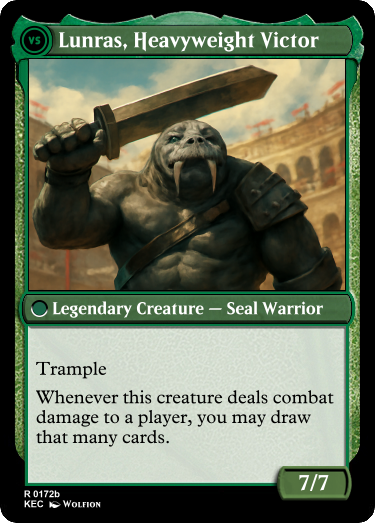 VS
Lunras, Heavyweight Victor
Legendary Creature — Seal Warrior
Trample
Whenever this creature deals combat
damage to a player, you may draw
that many cards.
7/7
R 0172b
KEC Wolfion